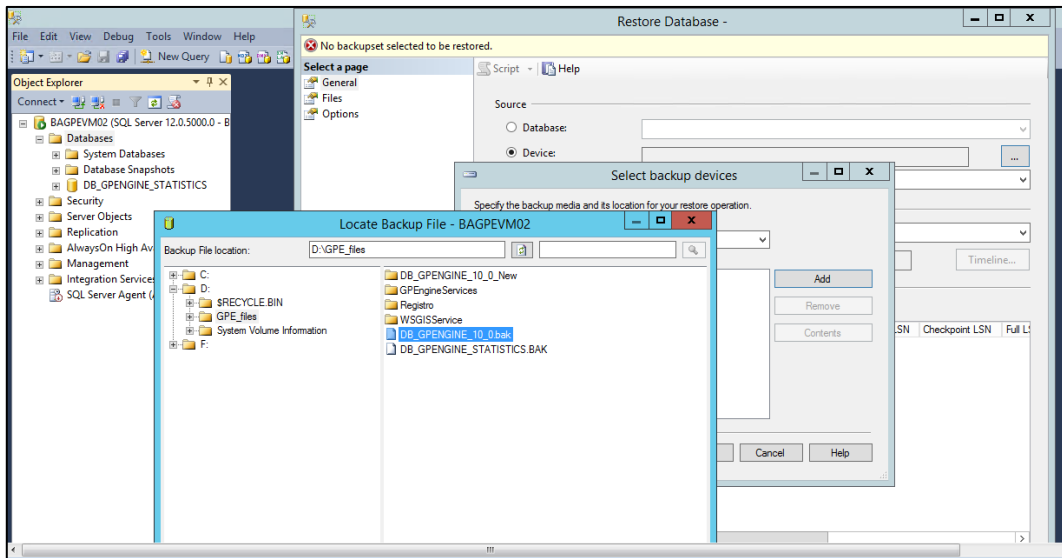 Restore Database -
File Edit View Debug Tools Window Help
New Query
No backupset selected to be restored.
Select a page
General
Files
Options
Script
Help
Object Explorer
Connect
BAGPEVM02 (SQL Server 12.0.5000.0 - B
Databases
System Databases
Database Snapshots
DB_GPENGINE_STATISTICS
Security
Server Objects
Replication
AlwaysOn High Av
Management
Integration Services
SQL Server Agent (
Source
Database:
Device:
...
Select backup devices
Specify the backup media and its location for your restore operation.
Add
Remove
Contents
Cancel
Help
Timeline...
LSN Checkpoint LSN Full L
Locate Backup File - BAGPEVM02
Backup File location:
D:\GPE_files
C:
D:
$RECYCLE.BIN
GPE_files
System Volume Information
F:
DB_GPENGINE_10_0_New
GPEngineServices
Registro
WSGISService
DB_GPENGINE_10_0.bak
DB_GPENGINE_STATISTICS.BAK